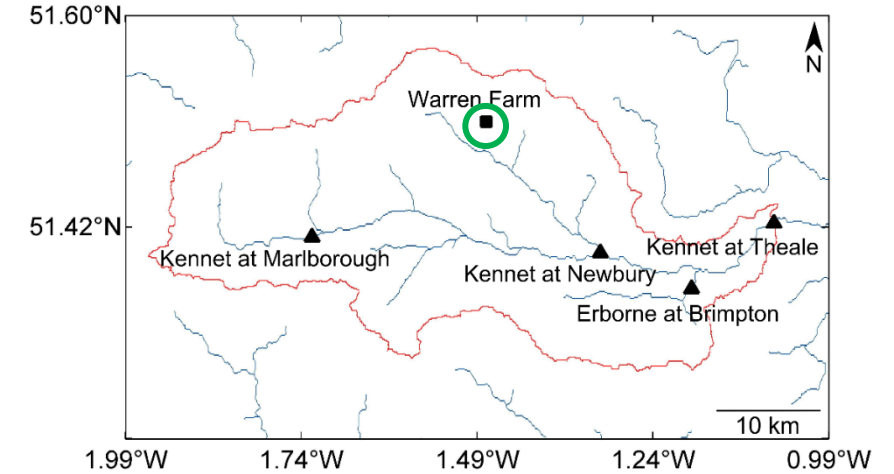 51.60°N
N
Warren Farm
51.42°N
Kennet at Theale
Kennet at Marlborough
Kennet at Newbury
Erborne at Brimpton
10 km
1.99°W 1.74°W 1.49°W 1.24°W 0.99°W